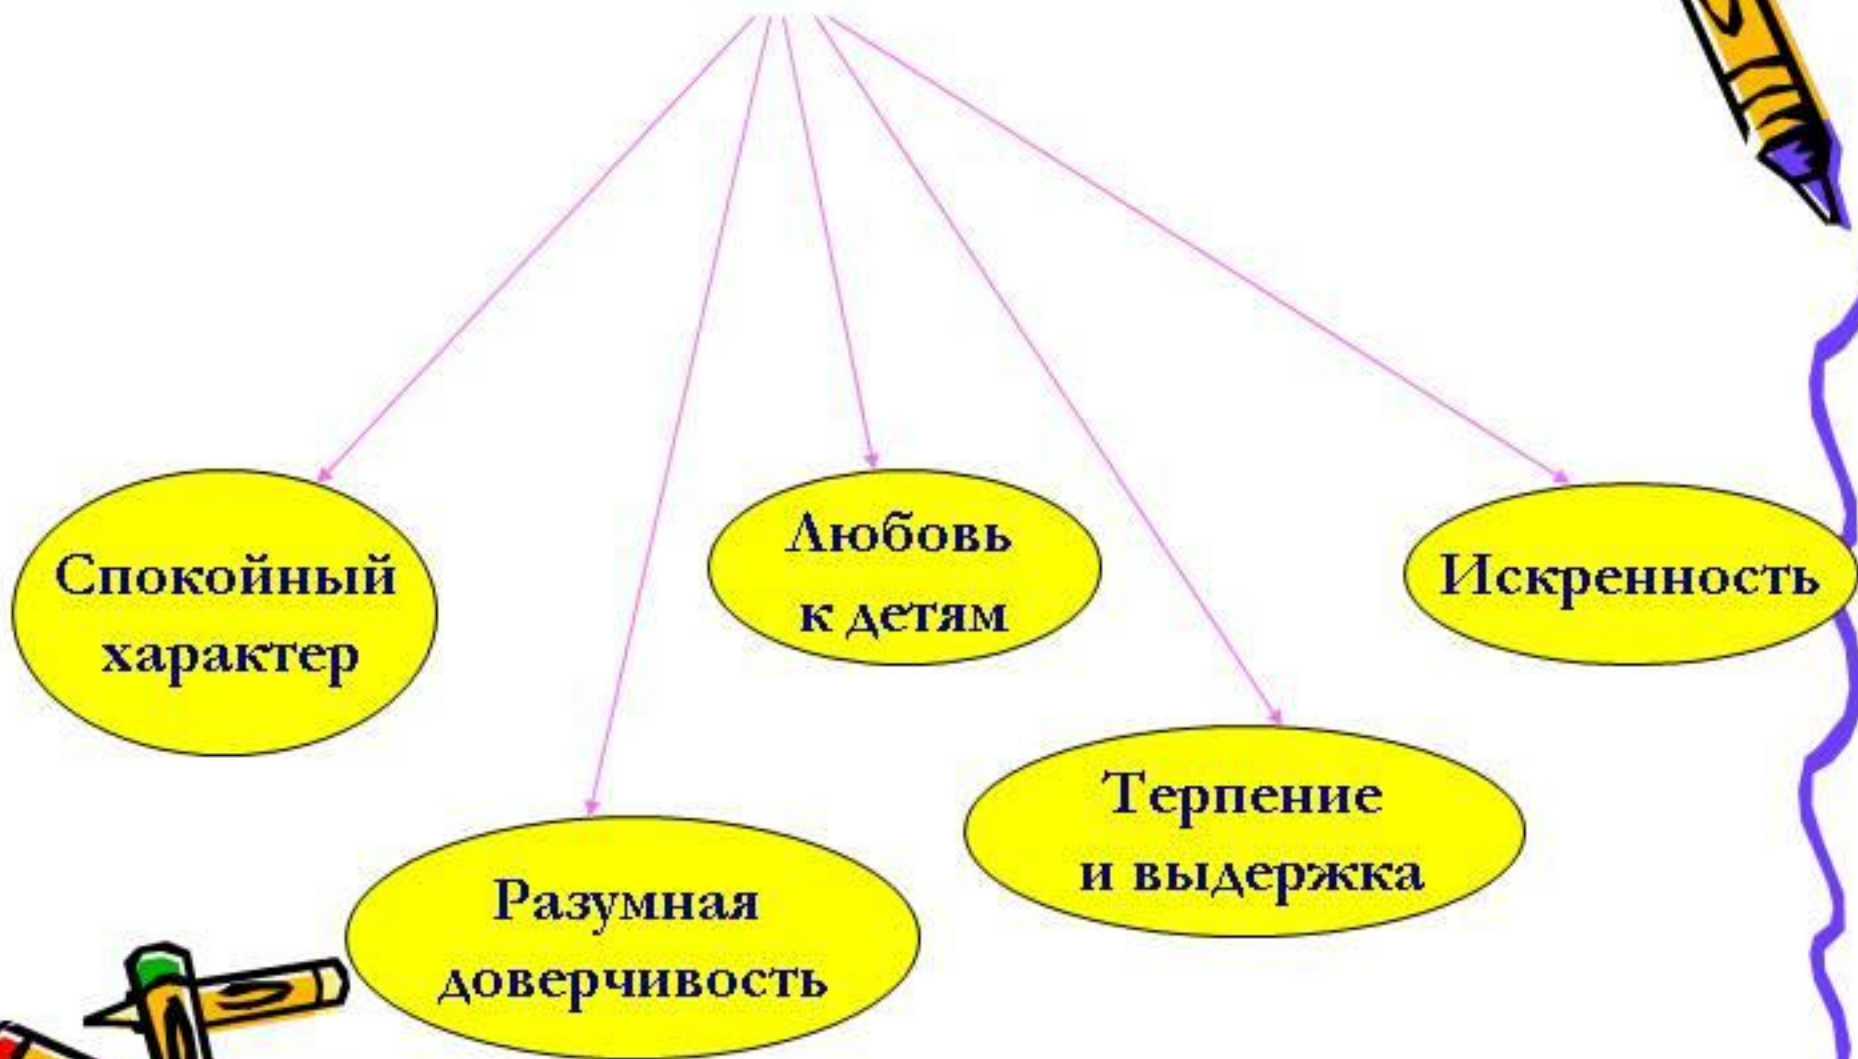 Спокойный
характер
Любовь
к детям
Искренность
Разумная
доверчивость
Терпение
и выдержка